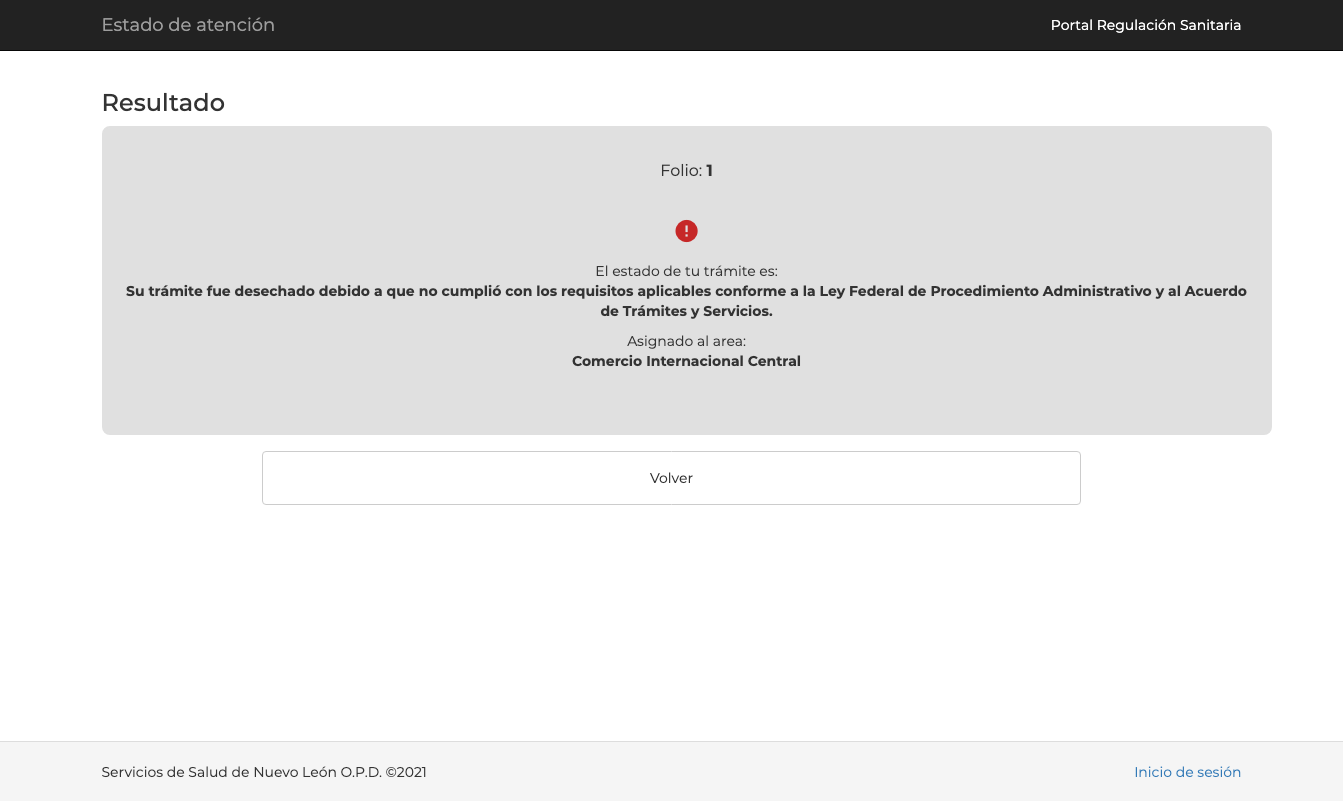 Estado de atención
Portal Regulación Sanitaria
Resultado
Folio: 1
El estado de tu trámite es:
Su trámite fue desechado debido a que no cumplió con los requisitos aplicables conforme a la Ley Federal de Procedimiento Administrativo y al Acuerdo
de Trámites y Servicios.
Asignado al area:
Comercio Internacional Central
Volver
Servicios de Salud de Nuevo León O.P.D. ©2021
Inicio de sesión